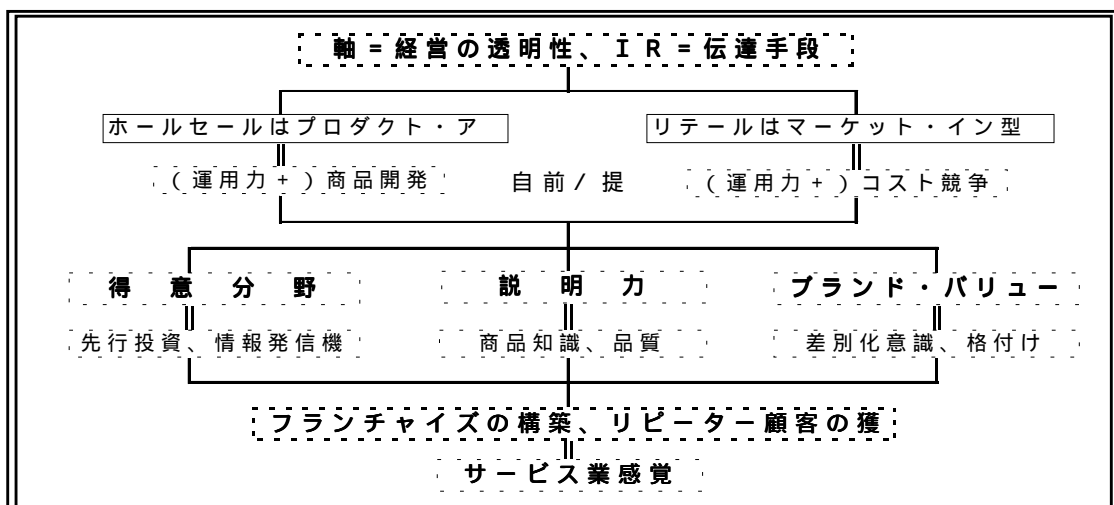 軸=経営の透明性、IR=伝達手段
ホールセールはプロダクト・ア
リテールはマーケット・イン型
(運用力+)商品開発
自前/提
(運用力+)コスト競争
得意分野
説明力
ブランド・バリュー
先行投資、情報発信機
商品知識、品質
差別化意識、格付け
フランチャイズの構築、リピーター顧客の獲
サービス業感覚